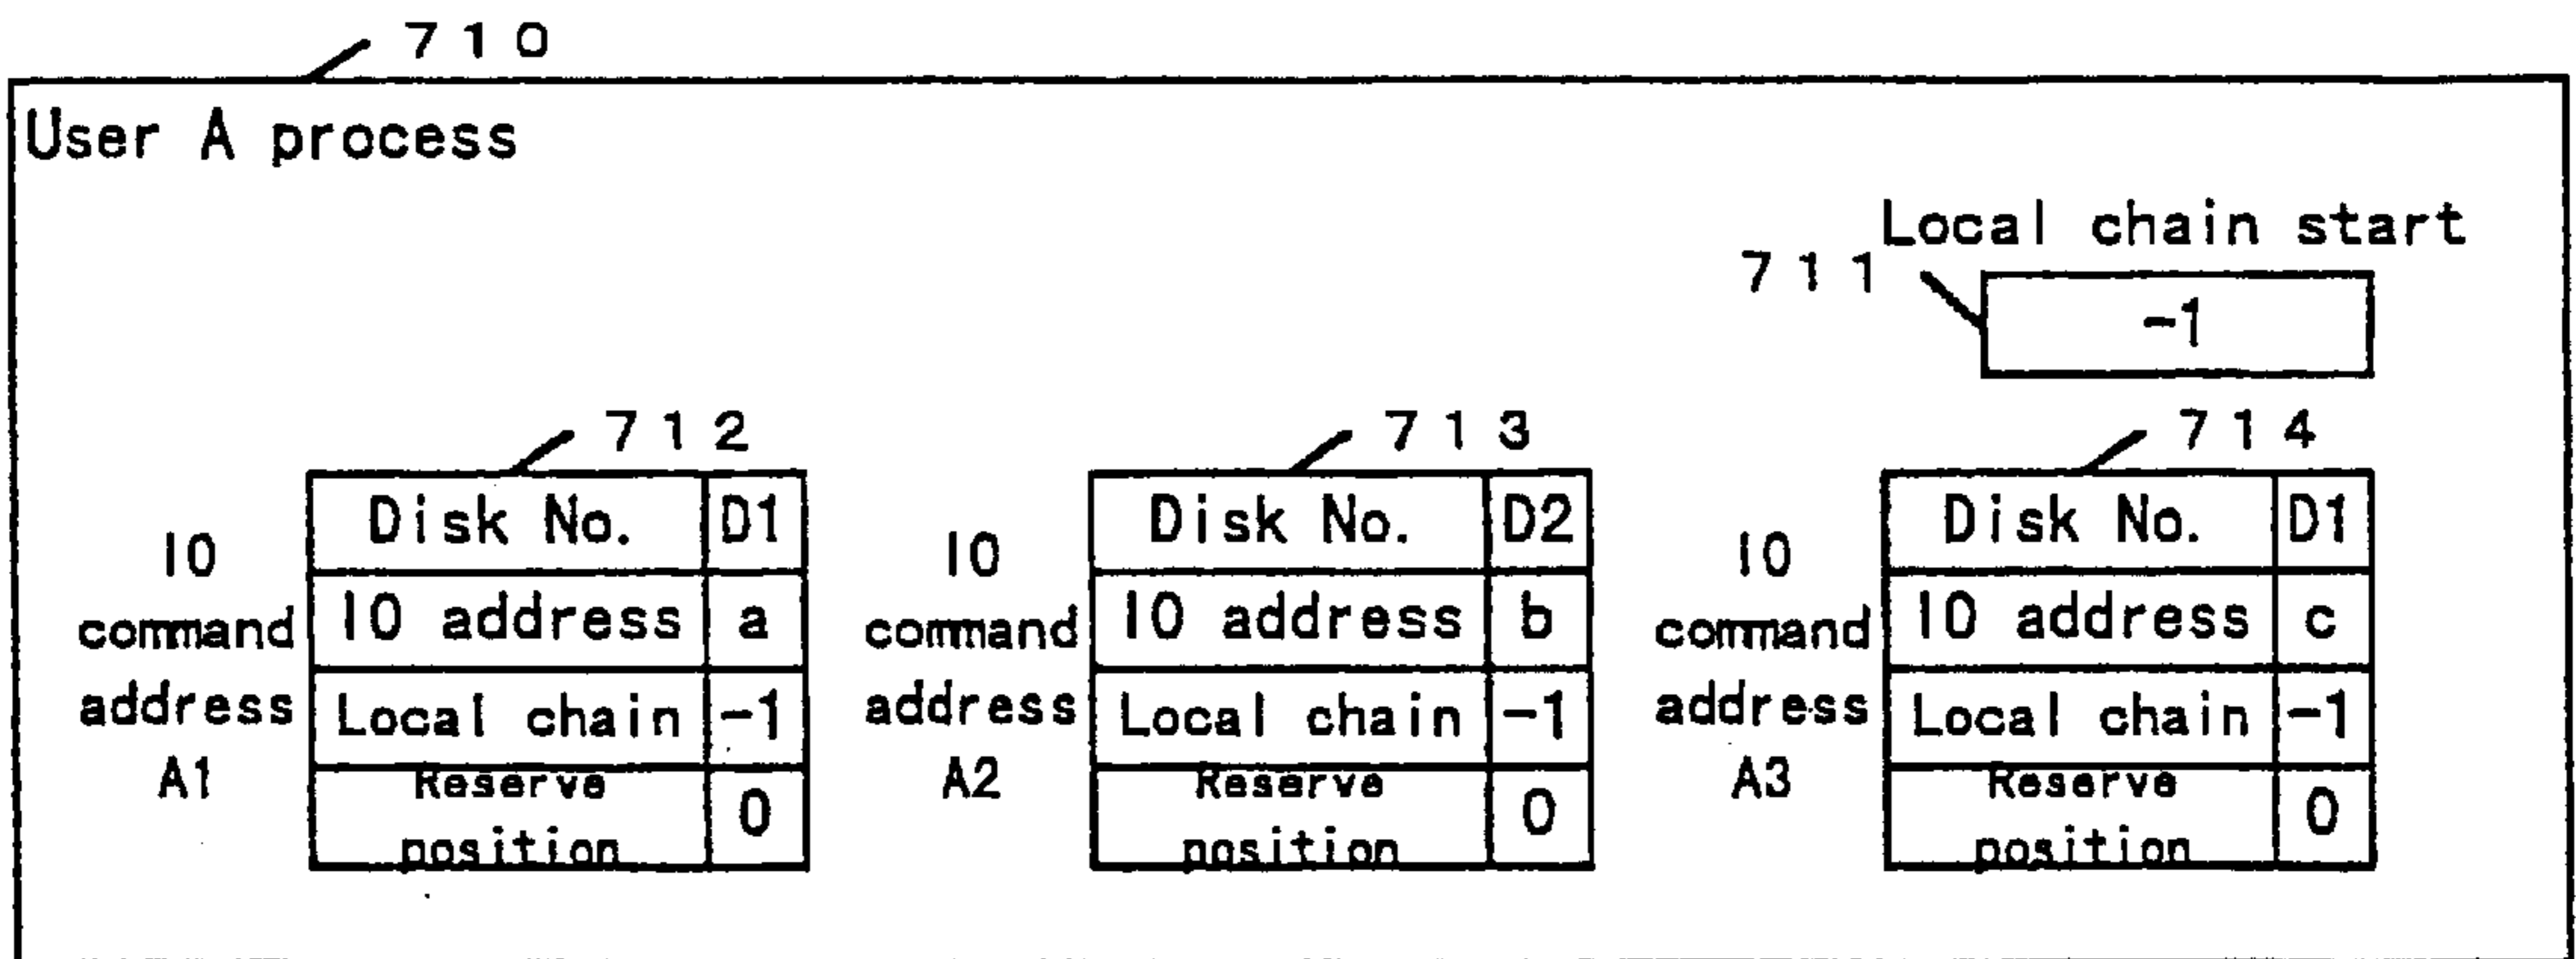 710
User A process
Local chain start
711
-1
712
713
714
IO
command
address
A1
Disk No. D1
IO address a
Local chain -1
Reserve
position
0
IO
command
address
A2
Disk No. D2
IO address b
Local chain -1
Reserve
position
0
IO
command
address
A3
Disk No. D1
IO address c
Local chain -1
Reserve
position
0